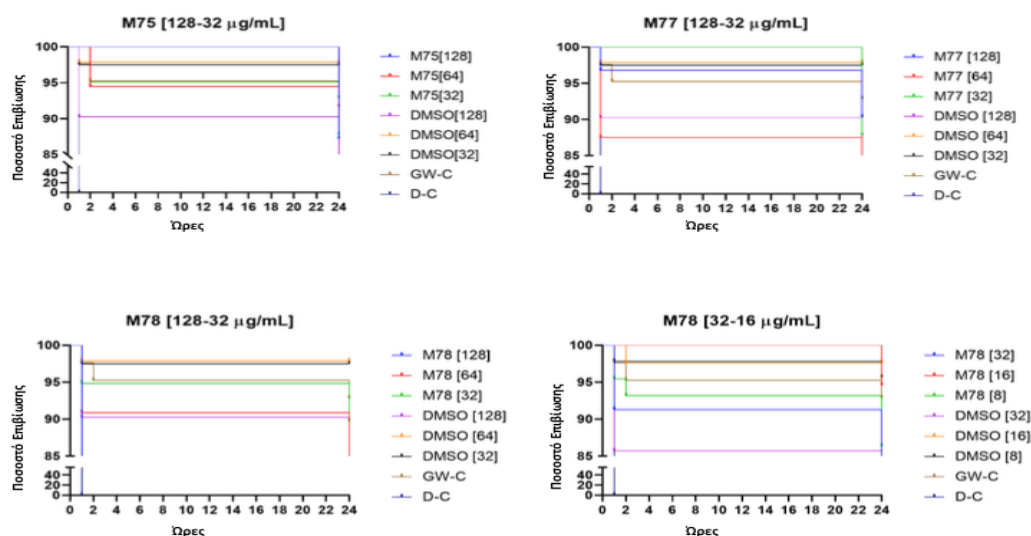 M75 [128-32 μg/mL]
Ποσοστό Επιβίωσης
100
95
90
85
40
20
0
0 2 4 6 8 10 12 14 16 18 20 22 24
Ώρες
M75[128]
M75[64]
M75[32]
DMSO[128]
DMSO[64]
DMSO[32]
GW-C
D-C
M77 [128-32 μg/mL]
Ποσοστό Επιβίωσης
100
95
90
85
40
20
0
0 2 4 6 8 10 12 14 16 18 20 22 24
Ώρες
M77 [128]
M77 [64]
M77 [32]
DMSO [128]
DMSO [64]
DMSO [32]
GW-C
D-C
M78 [128-32 μg/mL]
Ποσοστό Επιβίωσης
100
95
90
85
40
20
0
0 2 4 6 8 10 12 14 16 18 20 22 24
Ώρες
M78 [128]
M78 [64]
M78 [32]
DMSO [128]
DMSO [64]
DMSO [32]
GW-C
D-C
M78 [32-16 μg/mL]
Ποσοστό Επιβίωσης
100
95
90
85
40
20
0
0 2 4 6 8 10 12 14 16 18 20 22 24
Ώρες
M78 [32]
M78 [16]
M78 [8]
DMSO [32]
DMSO [16]
DMSO [8]
GW-C
D-C